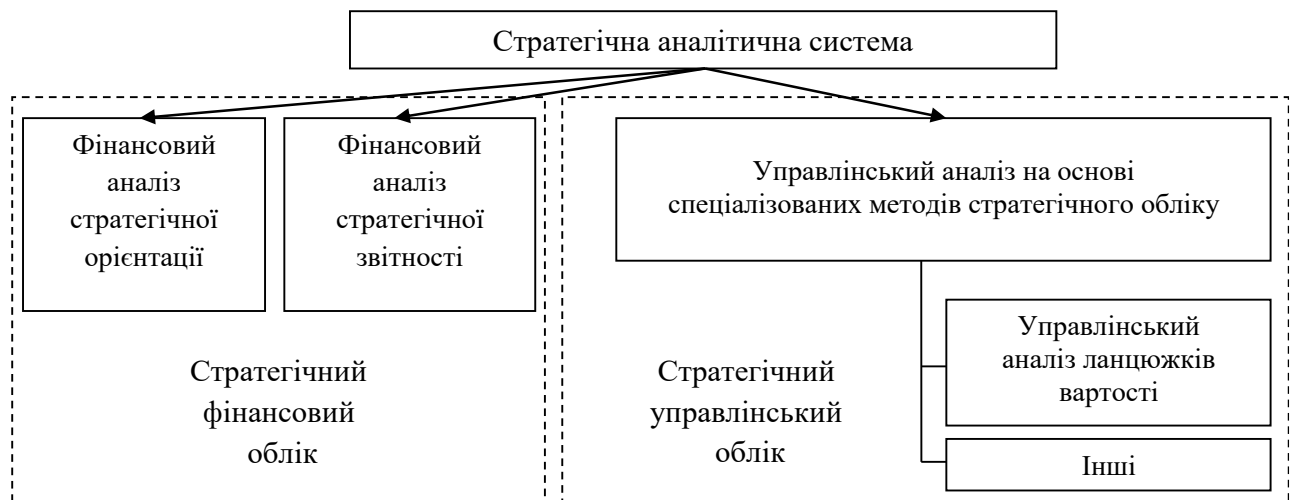 Стратегічна аналітична система
Фінансовий
аналіз
стратегічної
орієнтації
Фінансовий
аналіз
стратегічної
звітності
Управлінський аналіз на основі
спеціалізованих методів стратегічного обліку
Управлінський
аналіз ланцюжків
вартості
Інші
Стратегічний
фінансовий
облік
Стратегічний
управлінський
облік